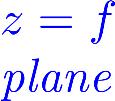 z = f
plane